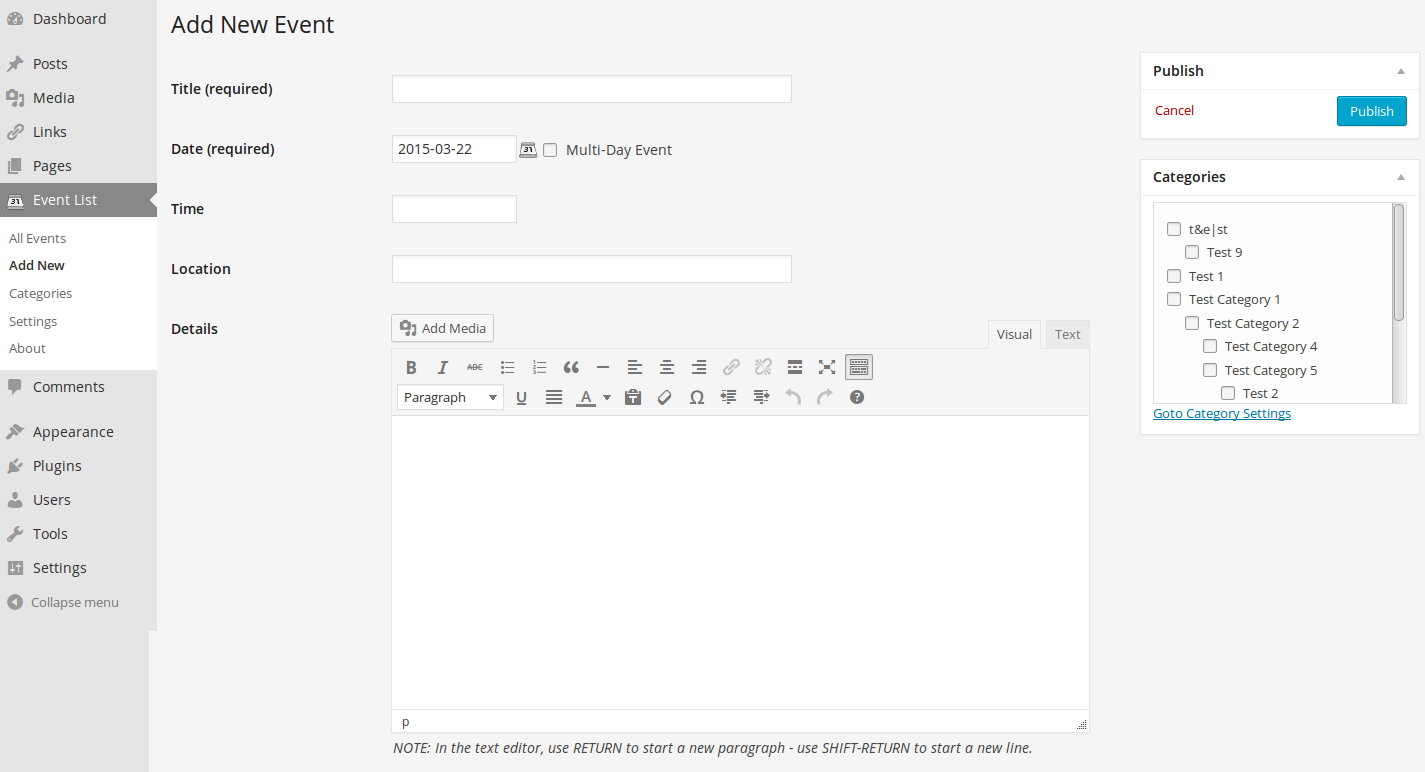 Dashboard
Posts
Media
Links
Pages
Event List
All Events
Add New
Categories
Settings
About
Comments
Appearance
Plugins
Users
Tools
Settings
Collapse menu
Add New Event
Title (required)
Date (required)
2015-03-22
31
Multi-Day Event
Time
Location
Details
Add Media
Visual
Text
B I ABC
Paragraph
U A Ω ?
p
NOTE: In the text editor, use RETURN to start a new paragraph - use SHIFT-RETURN to start a new line.
Publish
Cancel
Publish
Categories
t&e|st
Test 9
Test 1
Test Category 1
Test Category 2
Test Category 4
Test Category 5
Test 2
Goto Category Settings